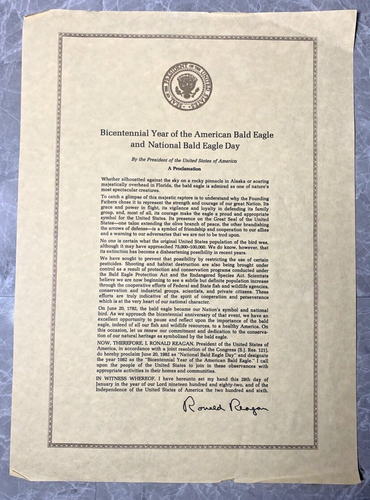 SEAL OF THE PRESIDENT OF THE UNITED STATES
Bicentennial Year of the American Bald Eagle
and National Bald Eagle Day
By the President of the United States of America
A Proclamation
Whether silhouetted against the sky on a rocky pinnacle in Alaska or soaring
majestically overhead in Florida, the bald eagle is admired as one of nature's
most spectacular creatures.
To catch a glimpse of this majestic raptor is to understand why the Founding
Fathers chose it to represent the strength and courage of our great Nation. Its
grace and power in flight, its vigilance and loyalty in defending its family
group, and, most of all, its courage make the eagle a proud and appropriate
symbol for the United States. Its presence on the Great Seal of the United
States—one talon extending the olive branch of peace, the other brandishing
the arrows of defense—is a symbol of friendship and cooperation to our allies
and a warning to our adversaries that we are not to be trod upon.
No one is certain what the original United States population of the bird was,
although it may have approached 75,000-100,000. We do know, however, that
its extinction has become a disheartening possibility in recent years.
We have sought to prevent this possibility by restricting the use of certain
pesticides. Shooting and habitat destruction are also being brought under
control as a result of protection and conservation programs conducted under
the Bald Eagle Protection Act and the Endangered Species Act. Scientists
believe we are now beginning to see a subtle but definite population increase
through the cooperative efforts of Federal and State fish and wildlife agencies,
conservation and industrial groups, scientists, and private citizens. Their
efforts are truly indicative of the spirit of cooperation and perseverance
which is at the very heart of our national character.
On June 20, 1782, the bald eagle became our Nation's symbol and national
bird. As we approach the bicentennial anniversary of that event, we have an
excellent opportunity to pause and reflect upon the importance of the bald
eagle, indeed of all our fish and wildlife resources, to a healthy America. On
this occasion, let us renew our commitment and dedication to the conserva-
tion of our natural heritage as symbolized by the bald eagle.
NOW, THEREFORE, I, RONALD REAGAN, President of the United States of
America, in accordance with a joint resolution of the Congress (S.J. Res. 121),
do hereby proclaim June 20, 1982 as "National Bald Eagle Day" and designate
the year 1982 as the "Bicentennial Year of the American Bald Eagle." I call
upon the people of the United States to join in these observances with
appropriate activities in their homes and communities.
IN WITNESS WHEREOF, I have hereunto set my hand this 28th day of
January in the year of our Lord nineteen hundred and eighty-two, and of the
Independence of the United States of America the two hundred and sixth.
Ronald Reagan